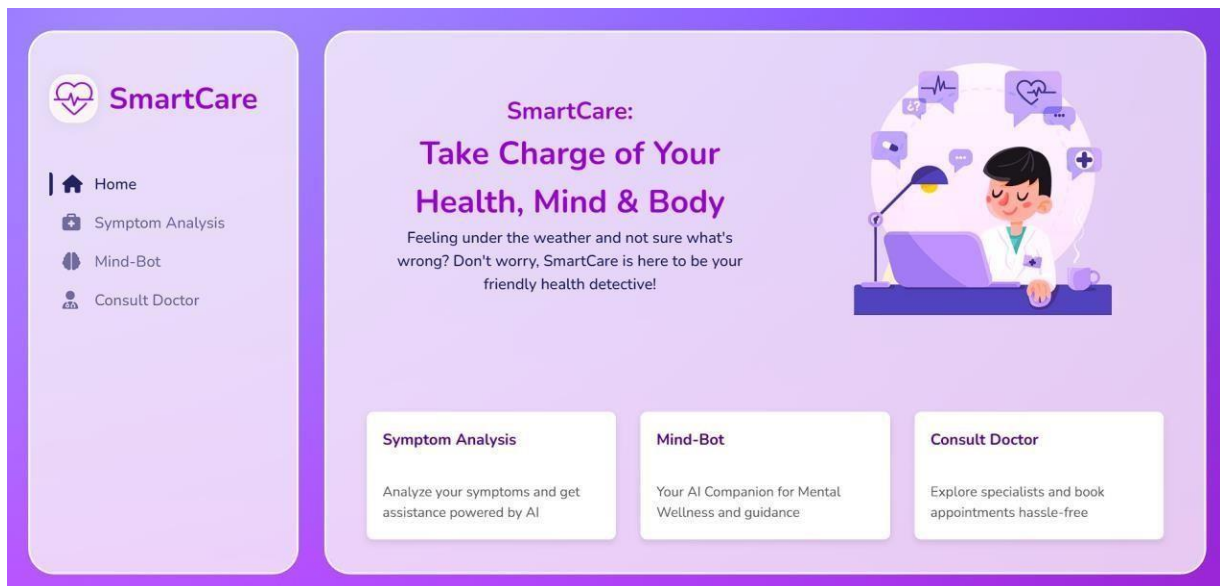 SmartCare
Home
Symptom Analysis
Mind-Bot
Consult Doctor
SmartCare:
Take Charge of Your
Health, Mind & Body
Feeling under the weather and not sure what's
wrong? Don't worry, SmartCare is here to be your
friendly health detective!
¿?
Symptom Analysis
Analyze your symptoms and get
assistance powered by AI
Mind-Bot
Your AI Companion for Mental
Wellness and guidance
Consult Doctor
Explore specialists and book
appointments hassle-free